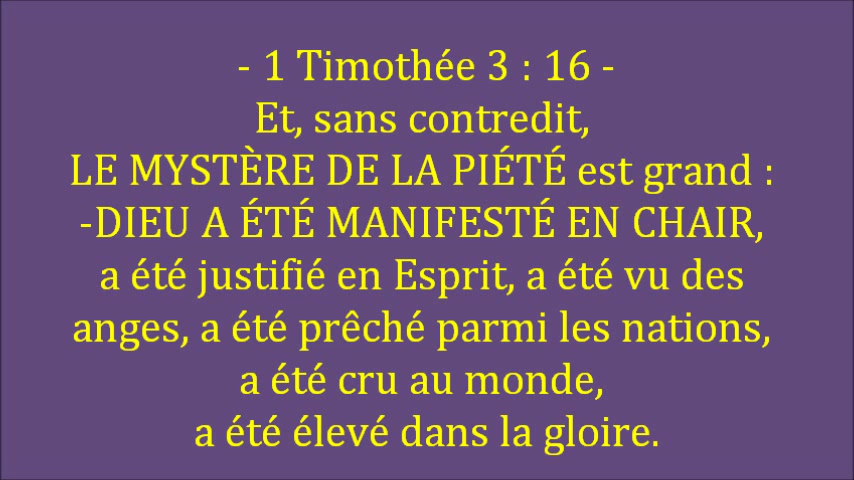 - 1 Timothée 3 : 16 -
Et, sans contredit,
LE MYSTÈRE DE LA PIÉTÉ est grand :
-DIEU A ÉTÉ MANIFESTÉ EN CHAIR,
a été justifié en Esprit, a été vu des
anges, a été prêché parmi les nations,
a été cru au monde,
a été élevé dans la gloire.